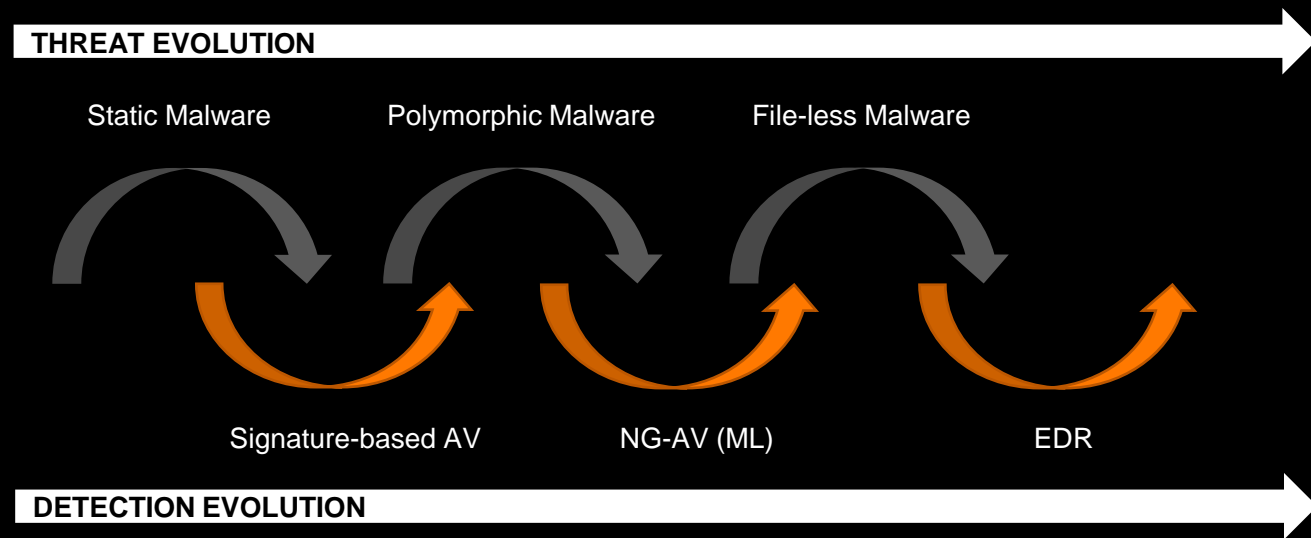 THREAT EVOLUTION
Static Malware Polymorphic Malware File-less Malware
Signature-based AV NG-AV (ML) EDR
DETECTION EVOLUTION